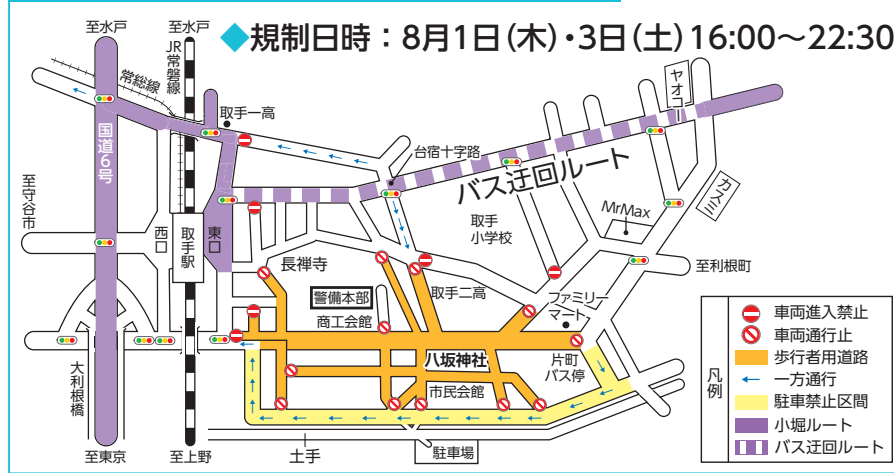 ◆規制日時：8月1日(木)・3日(土)16:00〜22:30
至水戸
至水戸
JR常磐線
常総線
取手一高
国道6号
台宿十字路
ヤオコー
バス迂回ルート
カスミ
至守谷市
西口
取手駅
東口
取手
小学校
MrMax
長禅寺
至利根町
警備本部
商工会館
取手二高
ファミリー
マート
八坂神社
片町
バス停
市民会館
大利根橋
至東京
至上野
土手
駐車場
凡例
車両進入禁止
車両通行止
歩行者用道路
一方通行
駐車禁止区間
小堀ルート
バス迂回ルート